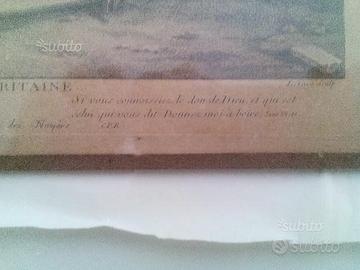 subito
RITAINE
Si vous connoissiez le don de Dieu, et qui est
celui qui vous dit Donnez moi à boire,
des C.P.R.
subito
subito